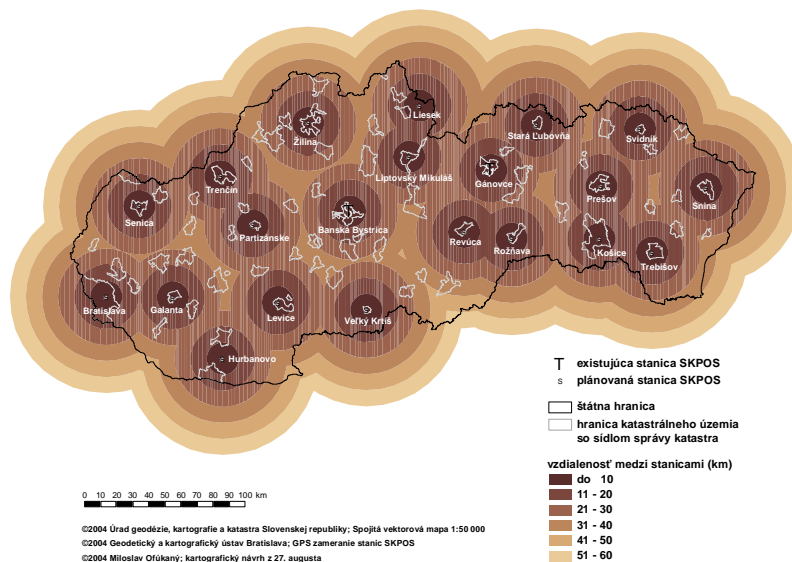 Liesek
Žilina
Stará Ľubovňa
Svidník
Trenčín
Liptovský Mikuláš
Gánovce
Prešov
Snina
Senica
Partizánske
Banská Bystrica
Revúca
Rožňava
Košice
Trebišov
Bratislava
Galanta
Levice
Veľký Krtíš
Hurbanovo
T existujúca stanica SKPOS
s plánovaná stanica SKPOS
štátna hranica
hranica katastrálneho územia
so sídlom správy katastra
vzdialenosť medzi stanicami (km)
do 10
11 - 20
21 - 30
31 - 40
41 - 50
51 - 60
0 10 20 30 40 50 60 70 80 90 100 km
©2004 Úrad geodézie, kartografie a katastra Slovenskej republiky; Spojitá vektorová mapa 1:50 000
©2004 Geodetický a kartografický ústav Bratislava; GPS zameranie staníc SKPOS
©2004 Miloslav Ofúkaný; kartografický návrh z 27. augusta